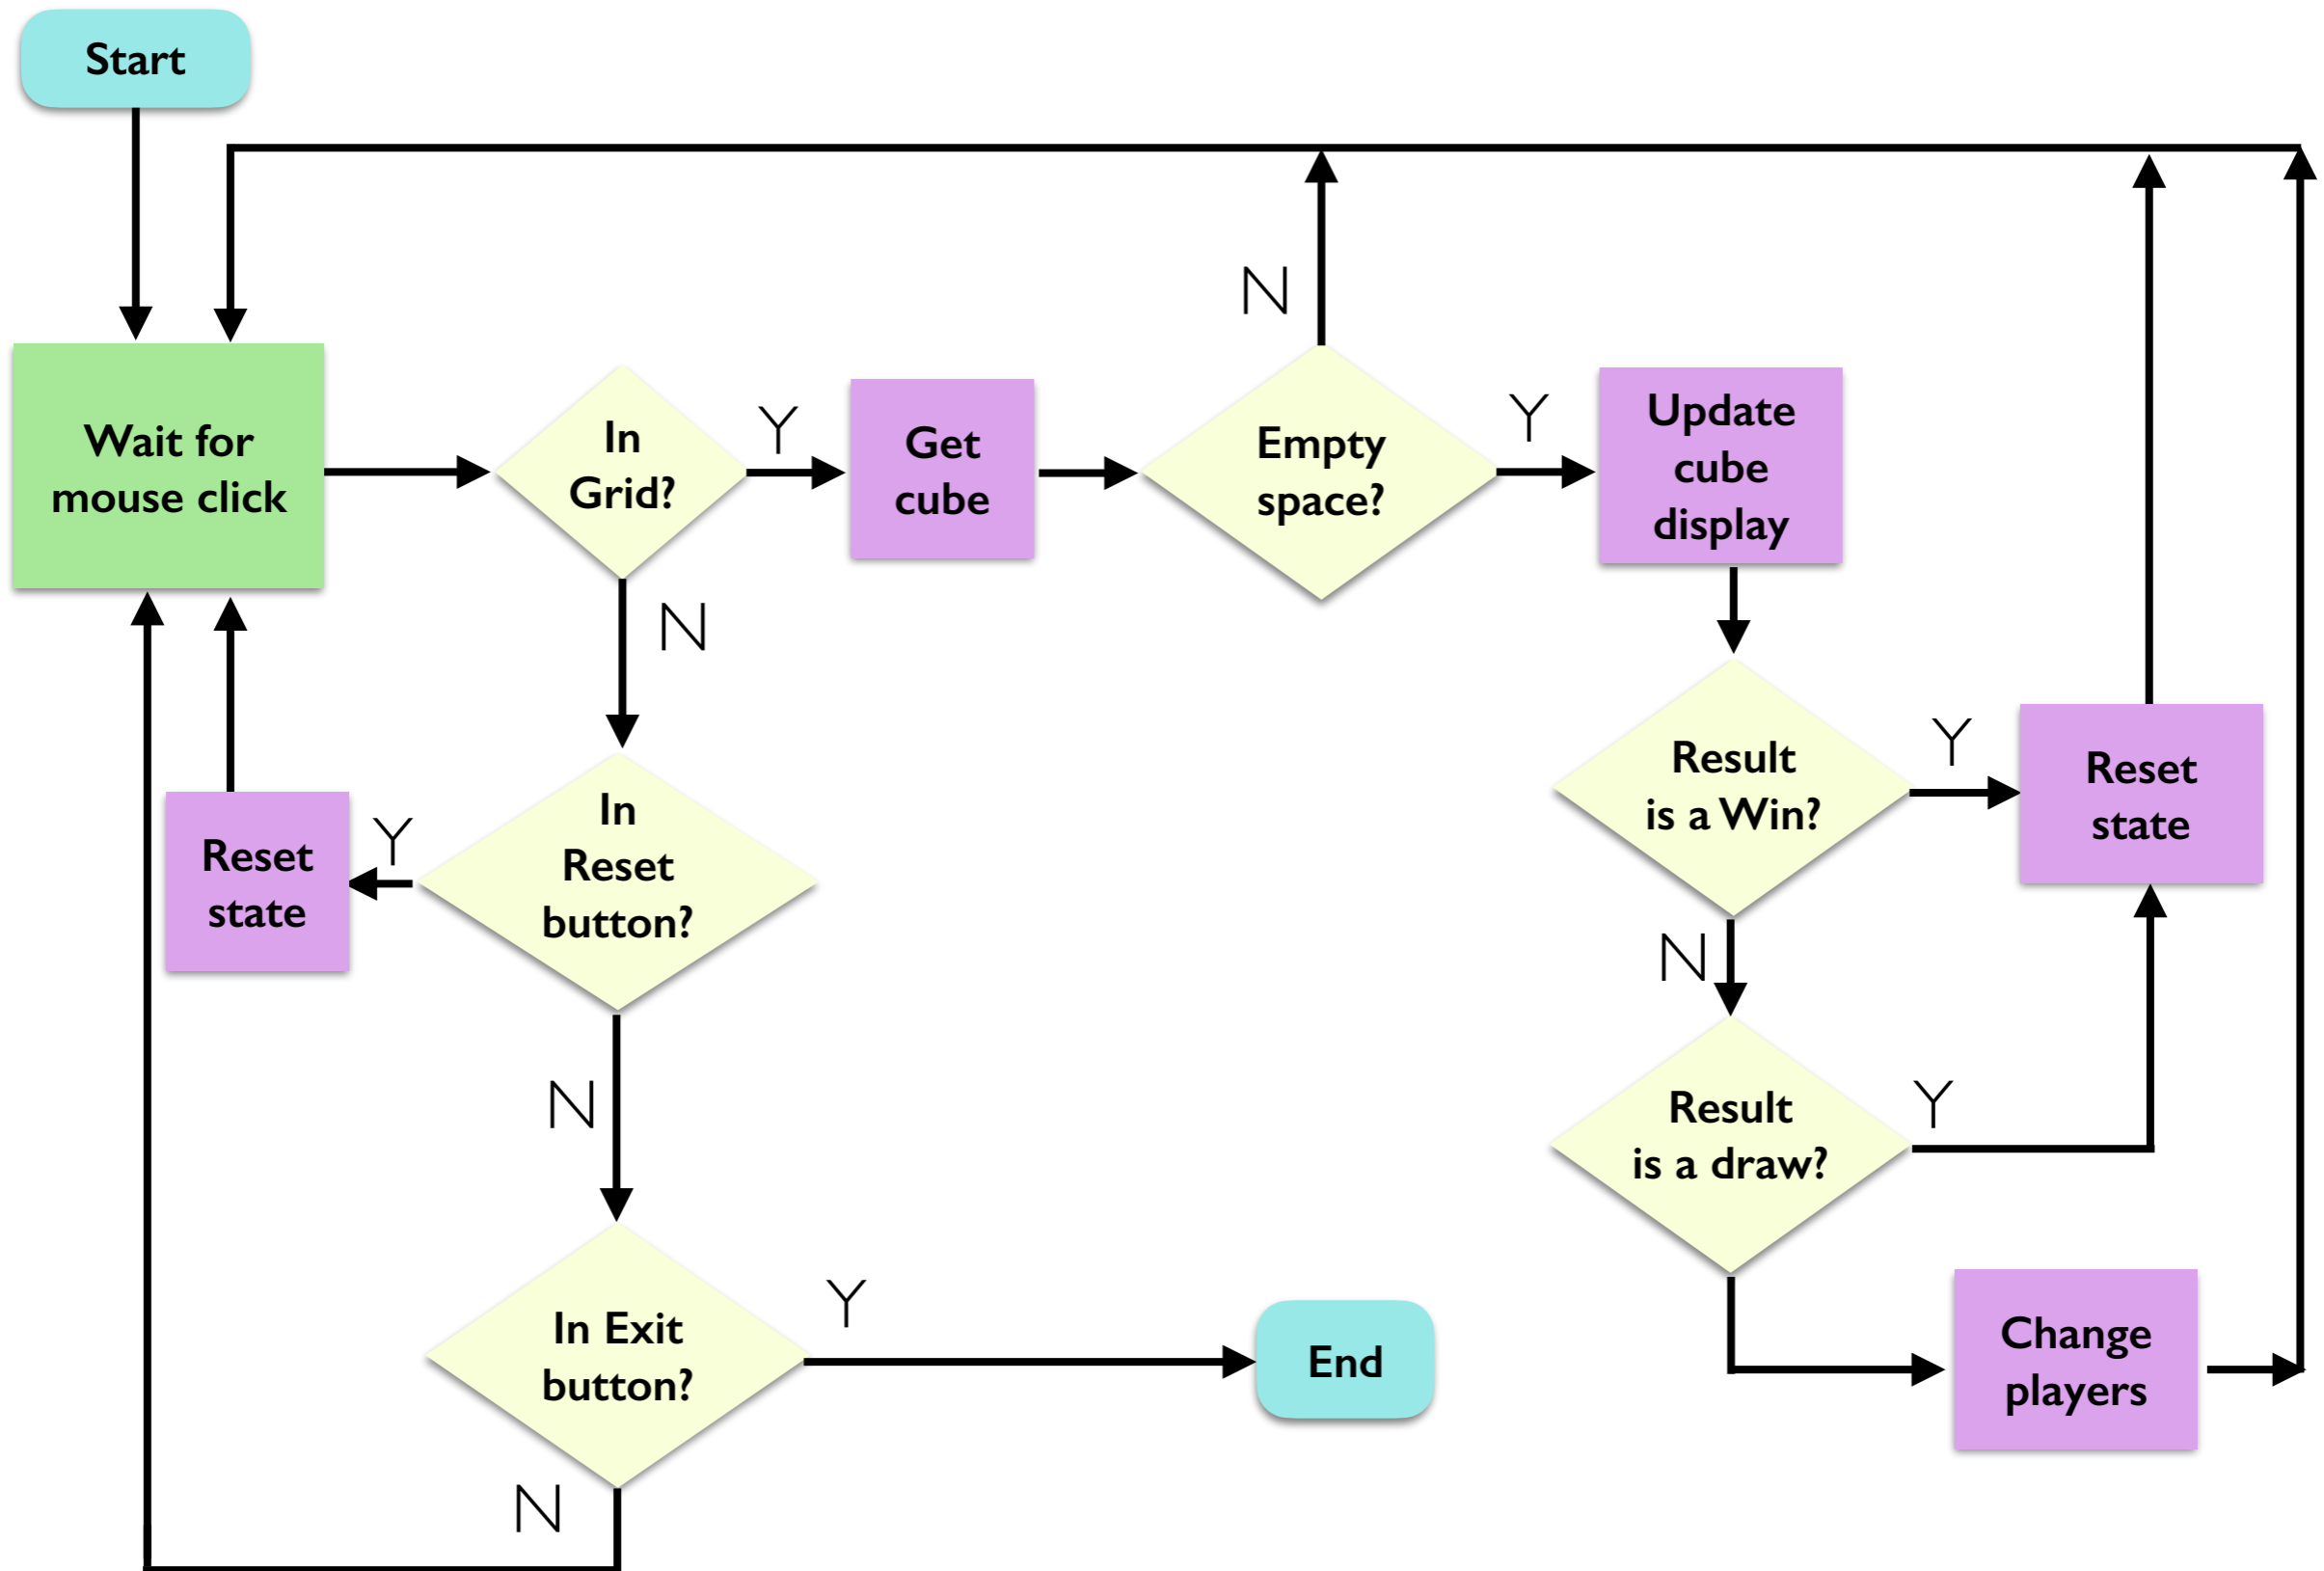 Start
N
Wait for
mouse click
In
Grid?
Y
Get
cube
Empty
space?
Y
Update
cube
display
N
Result
is a Win?
Y
Reset
state
Reset
state
Y
In
Reset
button?
N
N
Result
is a draw?
Y
In Exit
button?
Y
End
Change
players
N